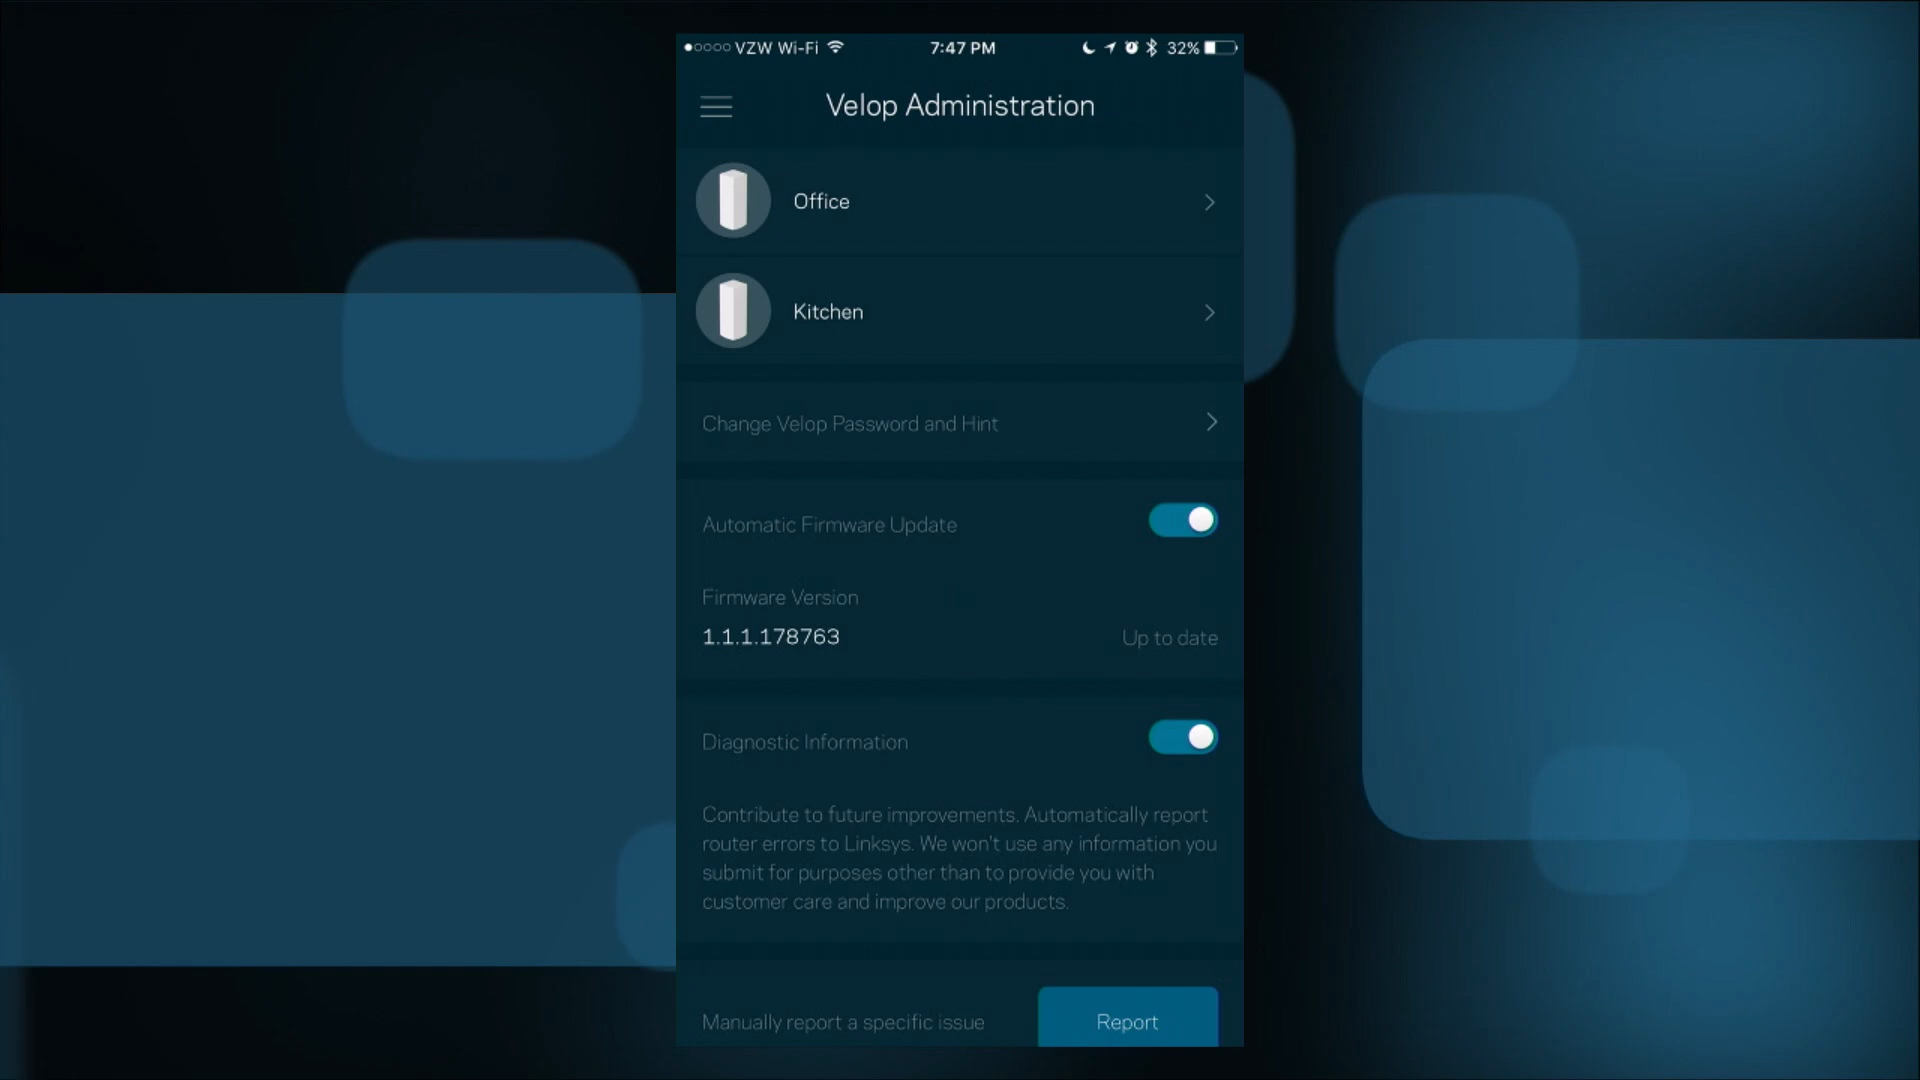 VZW Wi-Fi 7:47 PM 32%
Velop Administration
Office
Kitchen
Change Velop Password and Hint
Automatic Firmware Update
Firmware Version
1.1.1.178763 Up to date
Diagnostic Information
Contribute to future improvements. Automatically report
router errors to Linksys. We won't use any information you
submit for purposes other than to provide you with
customer care and improve our products.
Manually report a specific issue Report